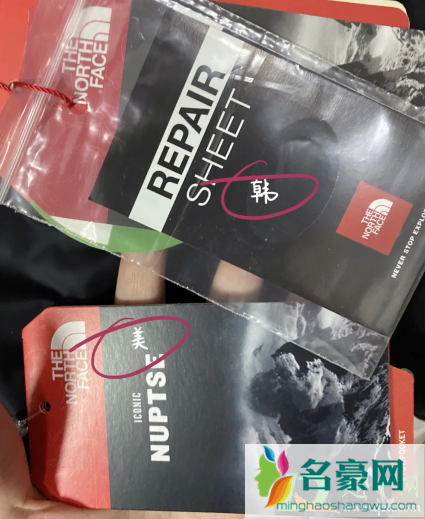 THE
NORTH
FACE
REPAIR
SHEET
韩
THE
NORTH
FACE
NEVER STOP EXPLO
THE
NORTH
FACE
美
ICONIC
NUPTSE
CKET
名豪网
minghaoshangwu.com